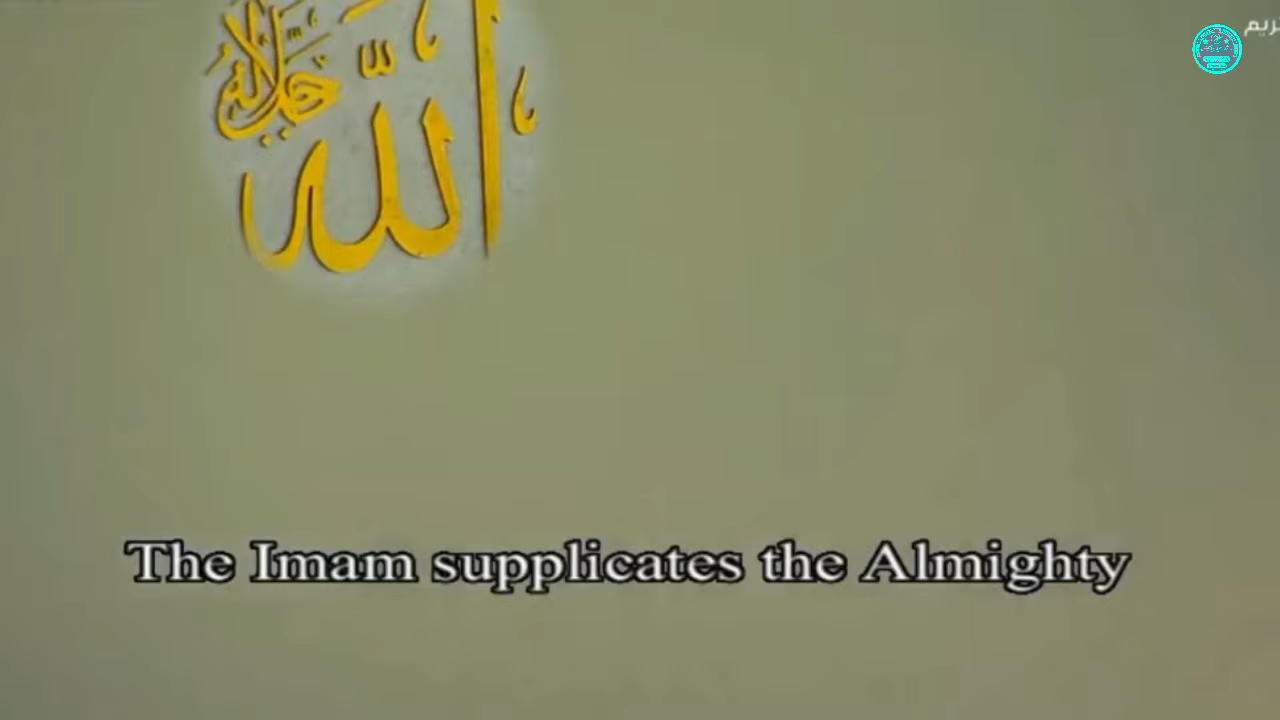 الله
جل جلاله
The Imam supplicates the Almighty